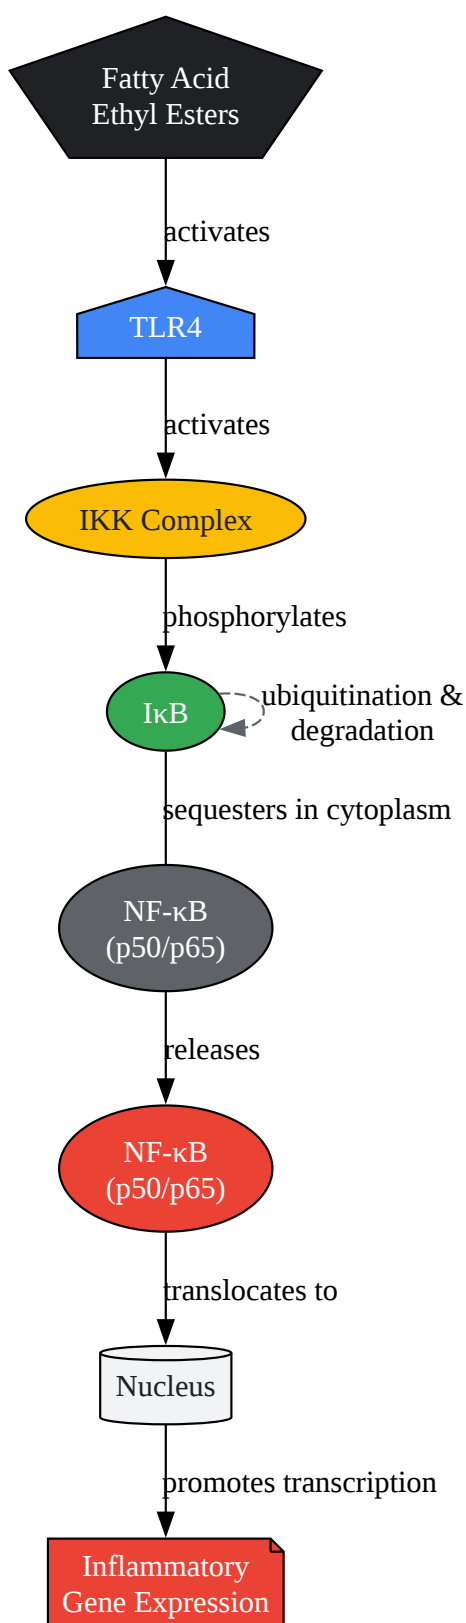 Fatty Acid
Ethyl Esters
activates
TLR4
activates
IKK Complex
phosphorylates
IκB
ubiquitination &
degradation
sequesters in cytoplasm
NF-κB
(p50/p65)
releases
NF-κB
(p50/p65)
translocates to
Nucleus
promotes transcription
Inflammatory
Gene Expression